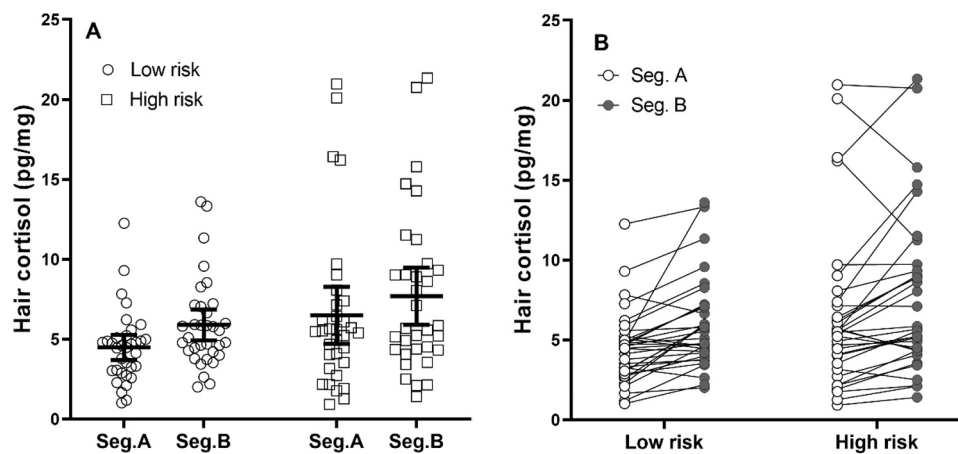 A
Low risk
High risk
Hair cortisol (pg/mg)
25
20
15
10
5
0
Seg.A Seg.B Seg.A Seg.B
B
Seg. A
Seg. B
Hair cortisol (pg/mg)
25
20
15
10
5
0
Low risk High risk